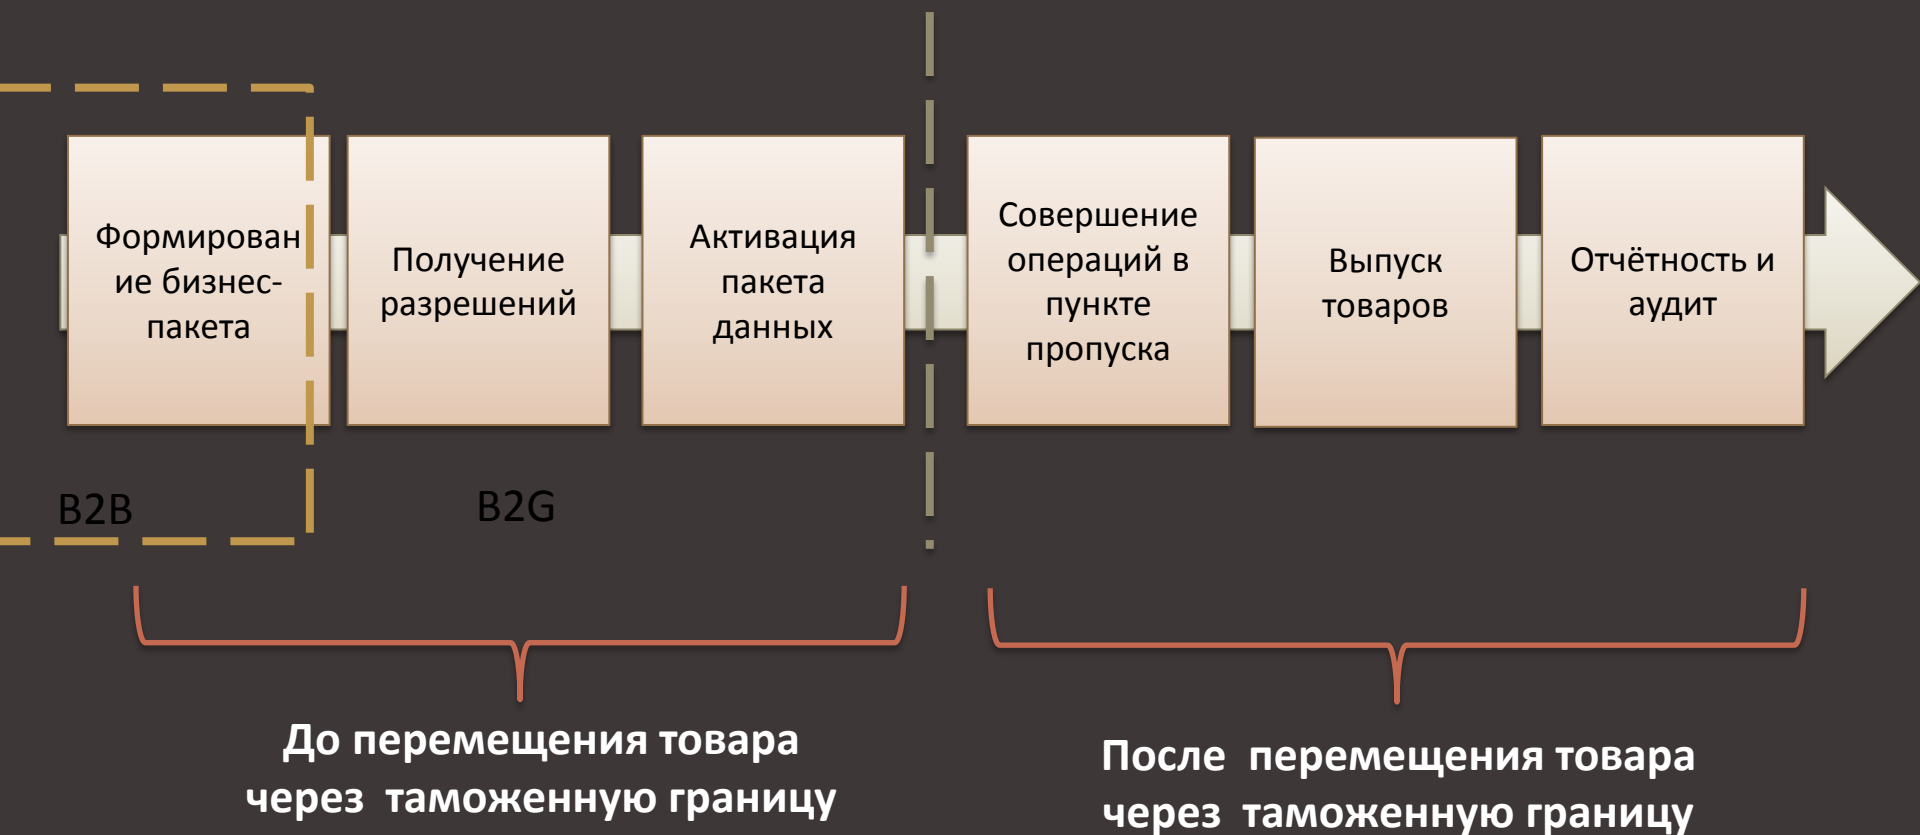 Формирован
ие бизнес-
пакета
Получение
разрешений
Активация
пакета
данных
Совершение
операций в
пункте
пропуска
Выпуск
товаров
Отчётность и
аудит
B2B
B2G
До перемещения товара
через таможенную границу
После перемещения товара
через таможенную границу